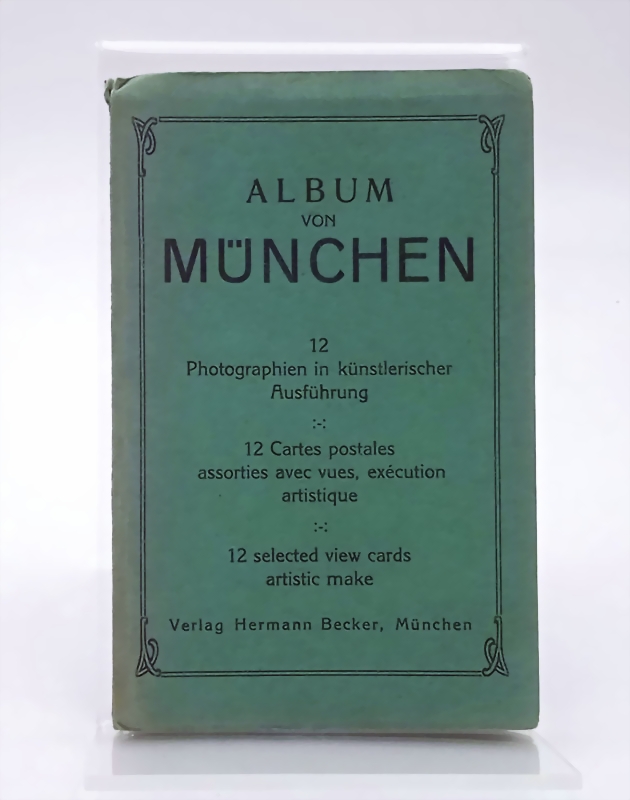 ALBUM
VON
MÜNCHEN
12
Photographien in künstlerischer
Ausführung
:-:
12 Cartes postales
assorties avec vues, exécution
artistique
:-:
12 selected view cards
artistic make
Verlag Hermann Becker, München